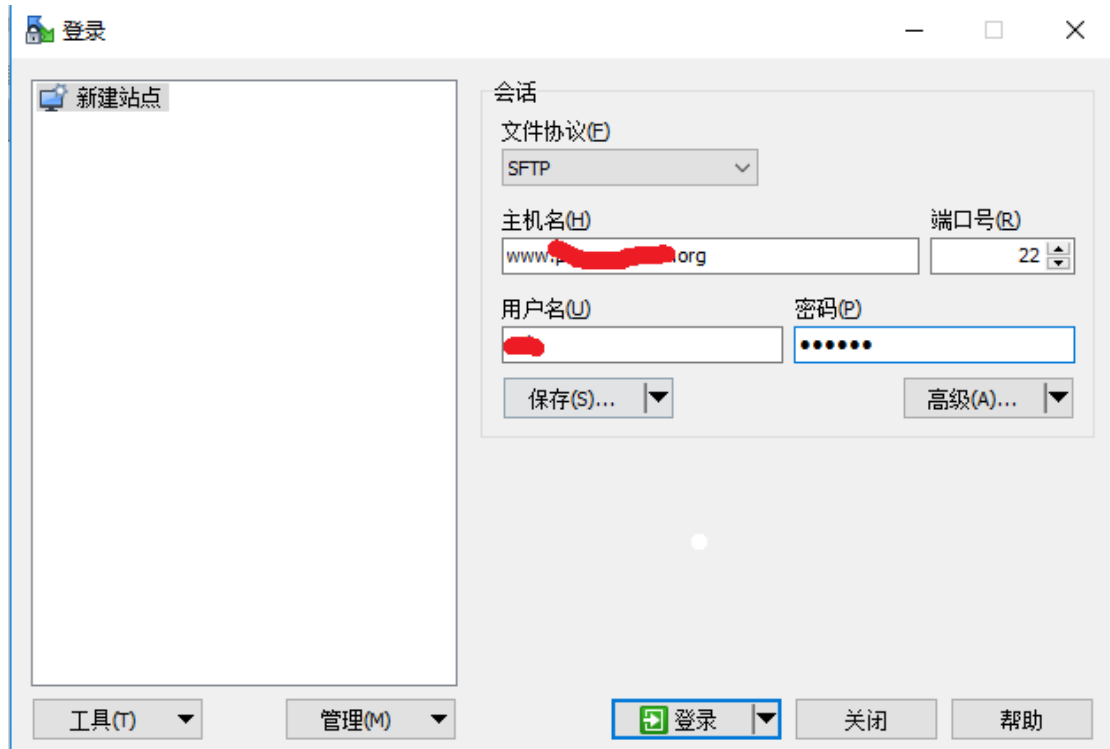 登录
新建站点
会话
文件协议(F)
SFTP
主机名(H) 端口号(R)
www. .org 22
用户名(U) 密码(P)
••••••
保存(S)... 高级(A)...
工具(T) 管理(M) 登录 关闭 帮助